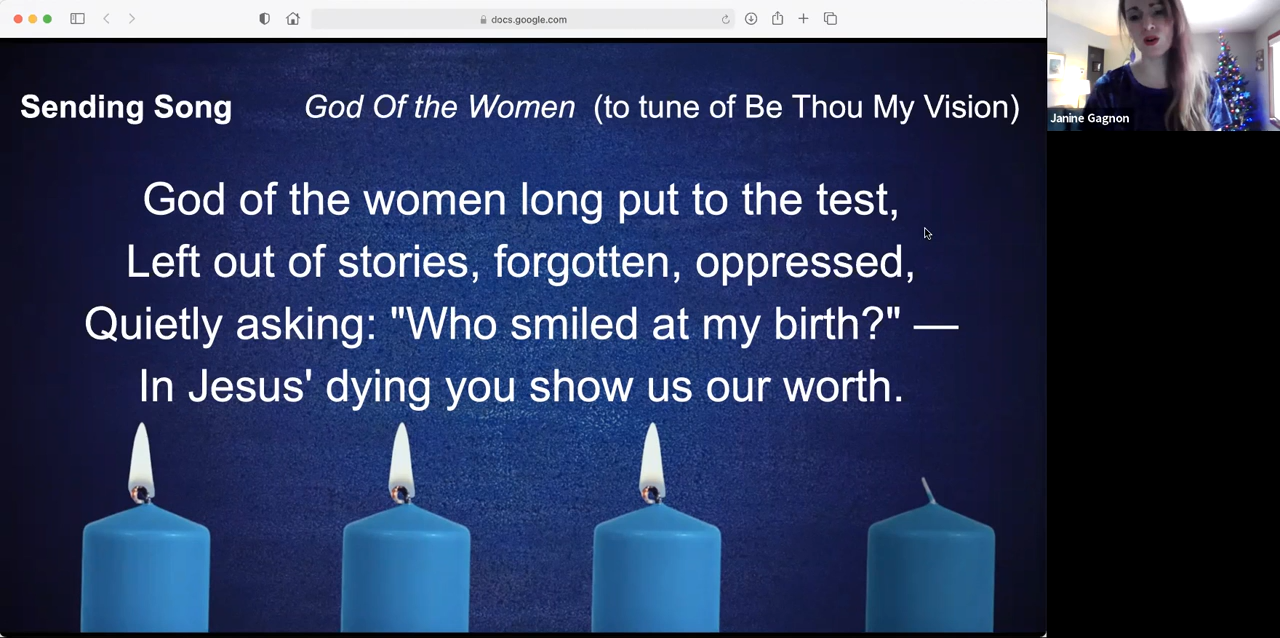 docs.google.com
Sending Song God Of the Women (to tune of Be Thou My Vision)
God of the women long put to the test,
Left out of stories, forgotten, oppressed,
Quietly asking: "Who smiled at my birth?" —
In Jesus' dying you show us our worth.
Janine Gagnon